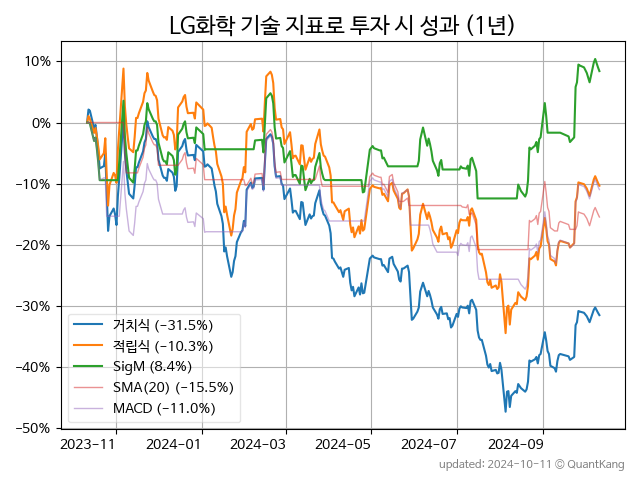 LG화학 기술 지표로 투자 시 성과 (1년)
10%
0%
−10%
−20%
−30%
−40%
−50%
거치식 (−31.5%)
적립식 (−10.3%)
SigM (8.4%)
SMA(20) (−15.5%)
MACD (−11.0%)
2023−11
2024−01
2024−03
2024−05
2024−07
2024−09
updated: 2024-10-11 © QuantKang